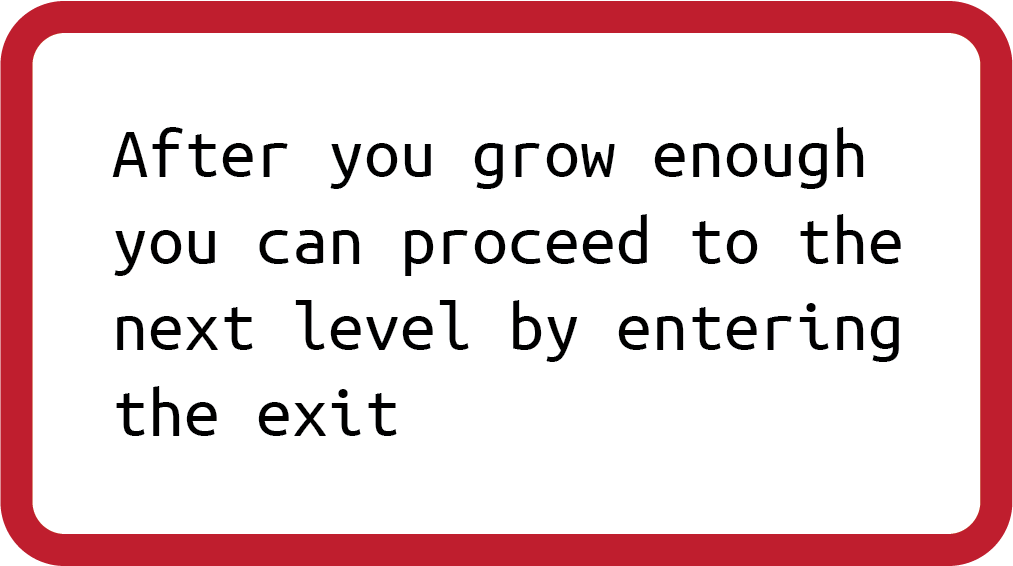 After you grow enough
you can proceed to the
next level by entering
the exit